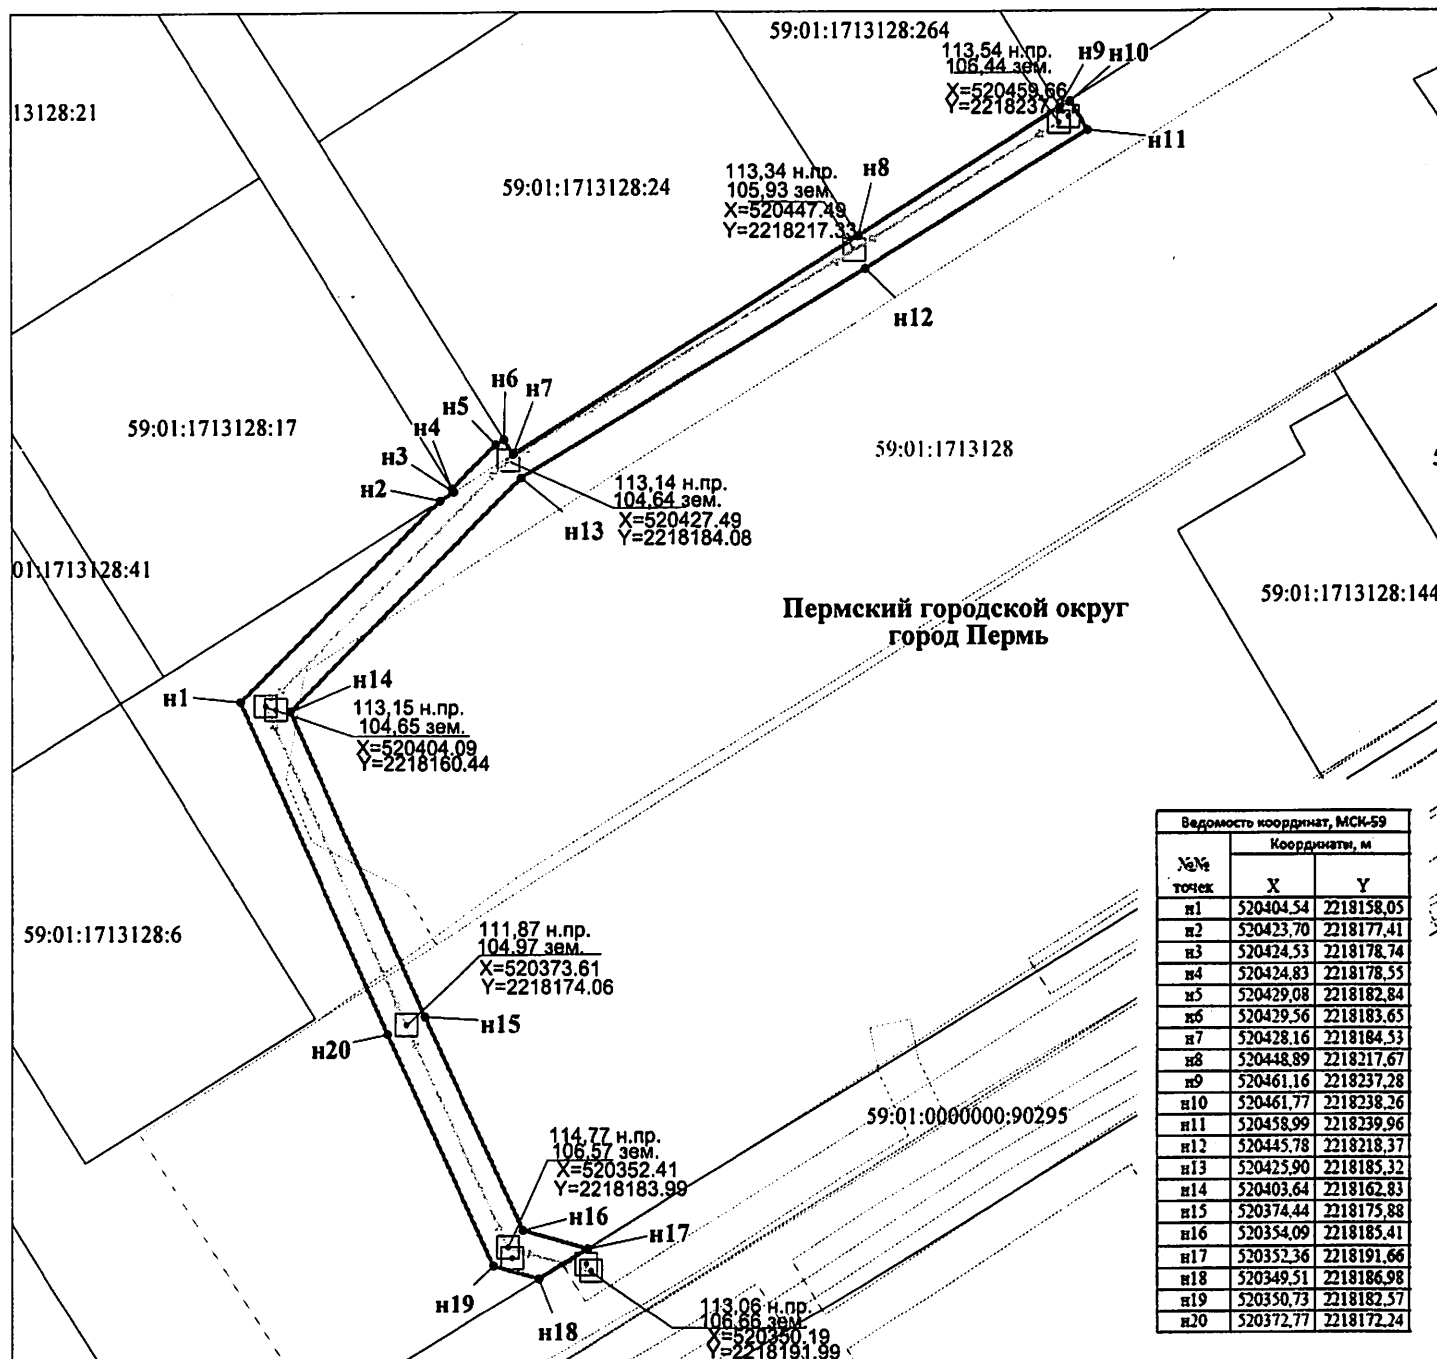 59:01:1713128:264
113,54 н.пр.
106,44 зем.
X=520459.66
Y=2218237
н9
н10
н11
13128:21
59:01:1713128:24
113,34 н.пр.
105,93 зем.
X=520447.49
Y=2218217.33
н8
н12
59:01:1713128:17
н6
н7
н5
н4
н3
н2
59:01:1713128
113,14 н.пр.
104,64 зем.
X=520427.49
Y=2218184.08
н13
01:1713128:41
59:01:1713128:144
Пермский городской округ
город Пермь
н1
н14
113,15 н.пр.
104,65 зем.
X=520404.09
Y=2218160.44
59:01:1713128:6
111,87 н.пр.
104,97 зем.
X=520373.61
Y=2218174.06
н15
н20
59:01:0000000:90295
114,77 н.пр.
106,57 зем.
X=520352.41
Y=2218183.99
н16
н17
н19
н18
113,06 н.пр.
106,66 зем.
X=520350.19
Y=2218191.99
Ведомость координат, МСК-59
№№ точек
Координаты, м
X Y
н1 520404,54 2218158,05
н2 520423,70 2218177,41
н3 520424,53 2218178,74
н4 520424,83 2218178,55
н5 520429,08 2218182,84
н6 520429,56 2218183,65
н7 520428,16 2218184,53
н8 520448,89 2218217,67
н9 520461,16 2218237,28
н10 520461,77 2218238,26
н11 520458,99 2218239,96
н12 520445,78 2218218,37
н13 520425,90 2218185,32
н14 520403,64 2218162,83
н15 520374,44 2218175,88
н16 520354,09 2218185,41
н17 520352,36 2218191,66
н18 520349,51 2218186,98
н19 520350,73 2218182,57
н20 520372,77 2218172,24